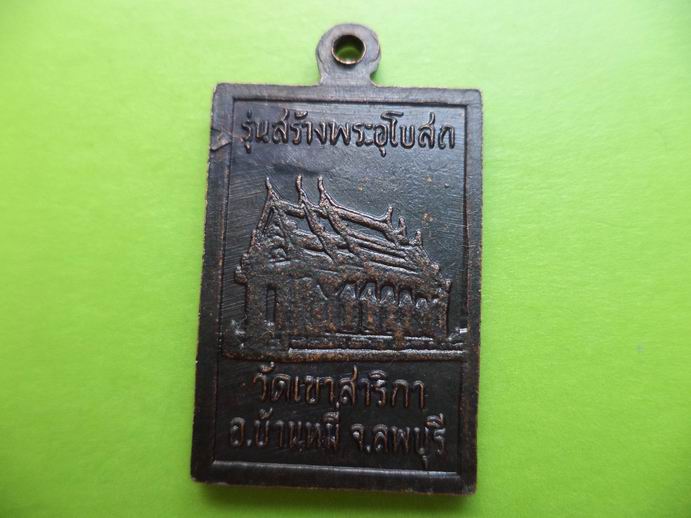 รุ่นสร้างพระอุโบสถ
วัดเขาสาริกา
อ.บ้านหมี่ จ.ลพบุรี